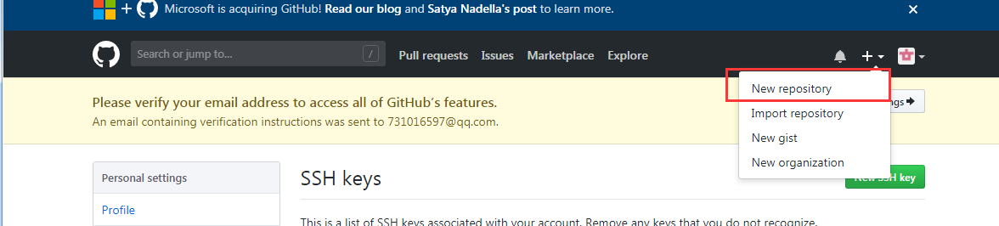 Microsoft is acquiring GitHub! Read our blog and Satya Nadella's post to learn more.
Search or jump to... / Pull requests Issues Marketplace Explore
New repository
Import repository
New gist
New organization
Please verify your email address to access all of GitHub's features.
An email containing verification instructions was sent to 731016597@qq.com.
Personal settings
Profile
SSH keys
New SSH key
This is a list of SSH keys associated with your account. Remove any keys that you do not recognize.